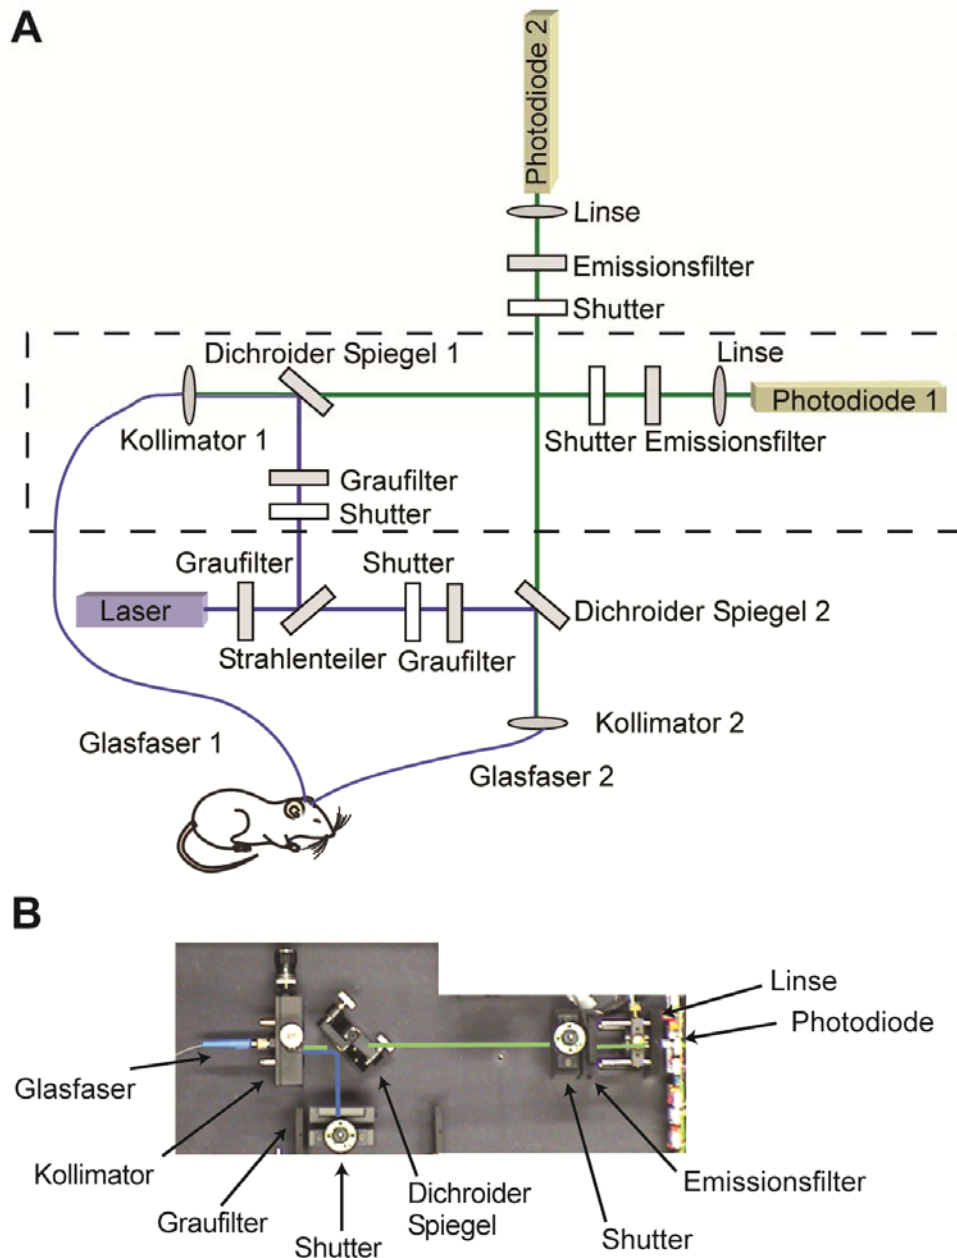 A
Photodiode 2
Linse
Emissionsfilter
Shutter
Dichroider Spiegel 1
Linse
Photodiode 1
Kollimator 1
Shutter Emissionsfilter
Graufilter
Shutter
Graufilter
Shutter
Laser
Dichroider Spiegel 2
Strahlenteiler
Graufilter
Kollimator 2
Glasfaser 1
Glasfaser 2
B
Linse
Photodiode
Glasfaser
Kollimator
Dichroider
Spiegel
Emissionsfilter
Graufilter
Shutter
Shutter